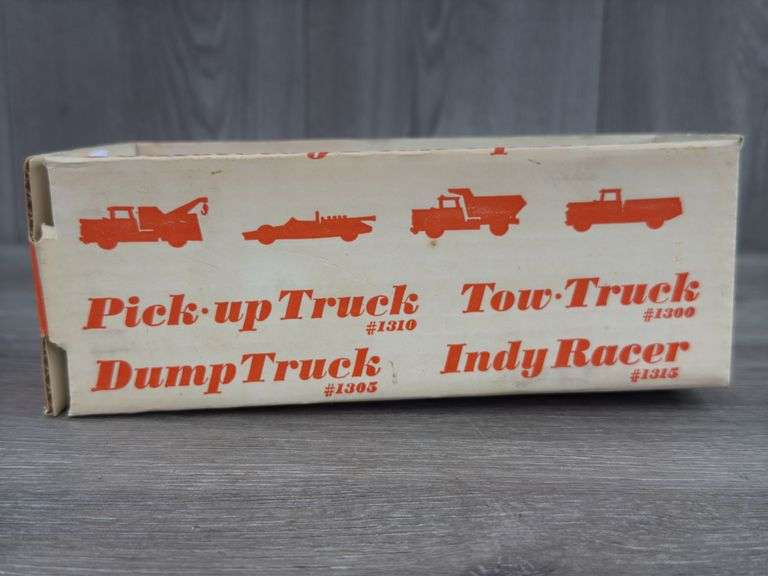 Pick-up Truck Tow-Truck
#1310 #1300
Dump Truck Indy Racer
#1305 #1315